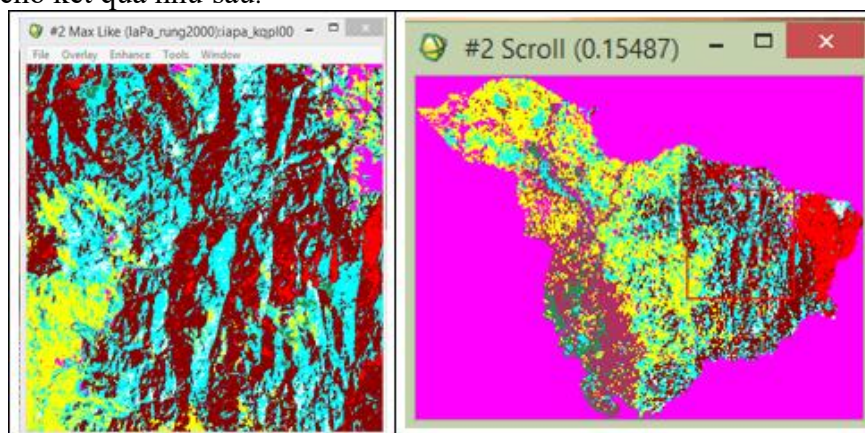 cho kết quả như sau:
#2 Max Like (IaPa_rung2000):iapa_kqpl00
File Overlay Enhance Tools Window
#2 Scroll (0.15487)